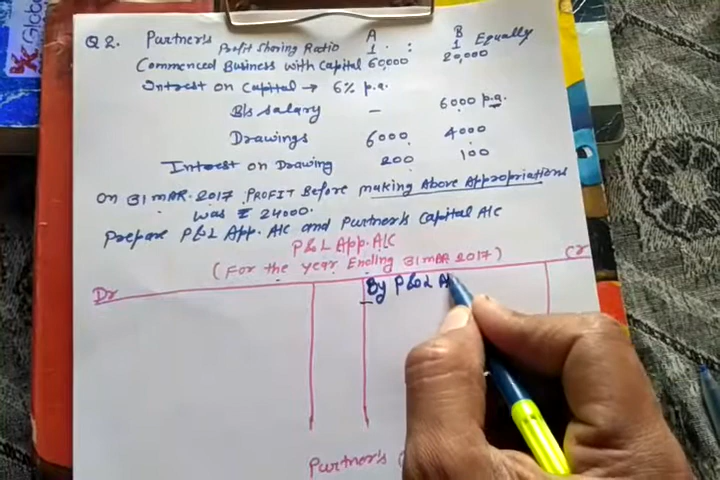 Global
Q2. Partner's A B
Profit Sharing Ratio 1 : 1 Equally
Commenced Business with Capital 60,000 20,000
Interest on Capital → 6% p.a.
B's Salary — 6000 p.a.
Drawings 6000 4000
Interest on Drawing 200 100
On 31 MAR. 2017 PROFIT Before making Above Appropriations
was ₹ 24000.
Prepare P&L App. A/C and Partner's Capital A/C
P&L App. A/C
(For the Year Ending 31 MAR 2017)
Dr Cr
By P&L
Partner's